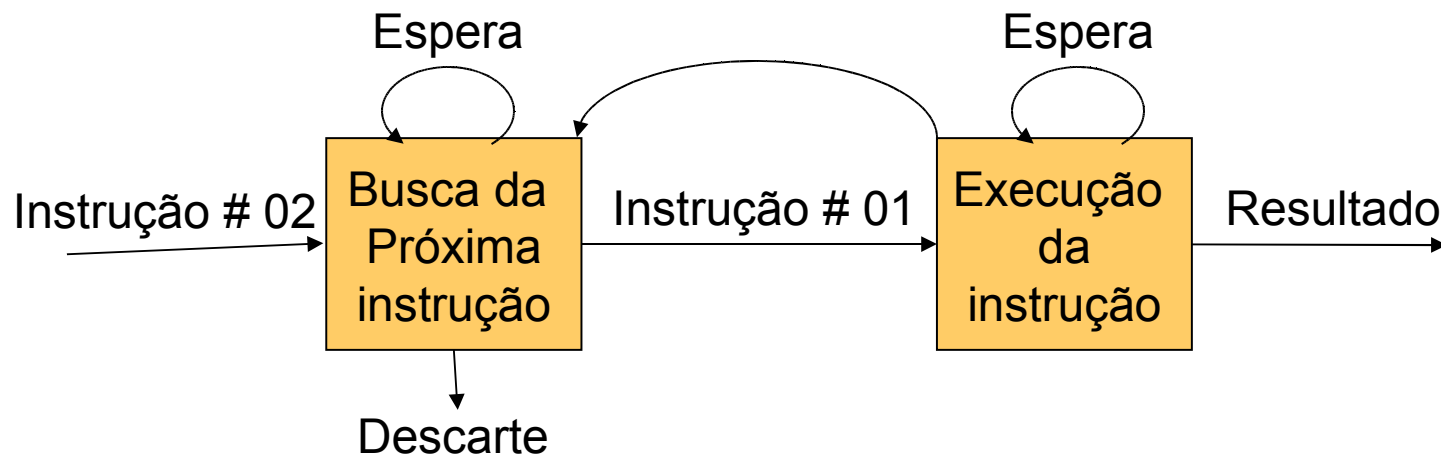 Espera
Espera
Instrução # 02
Busca da
Próxima
instrução
Instrução # 01
Execução
da
instrução
Resultado
Descarte